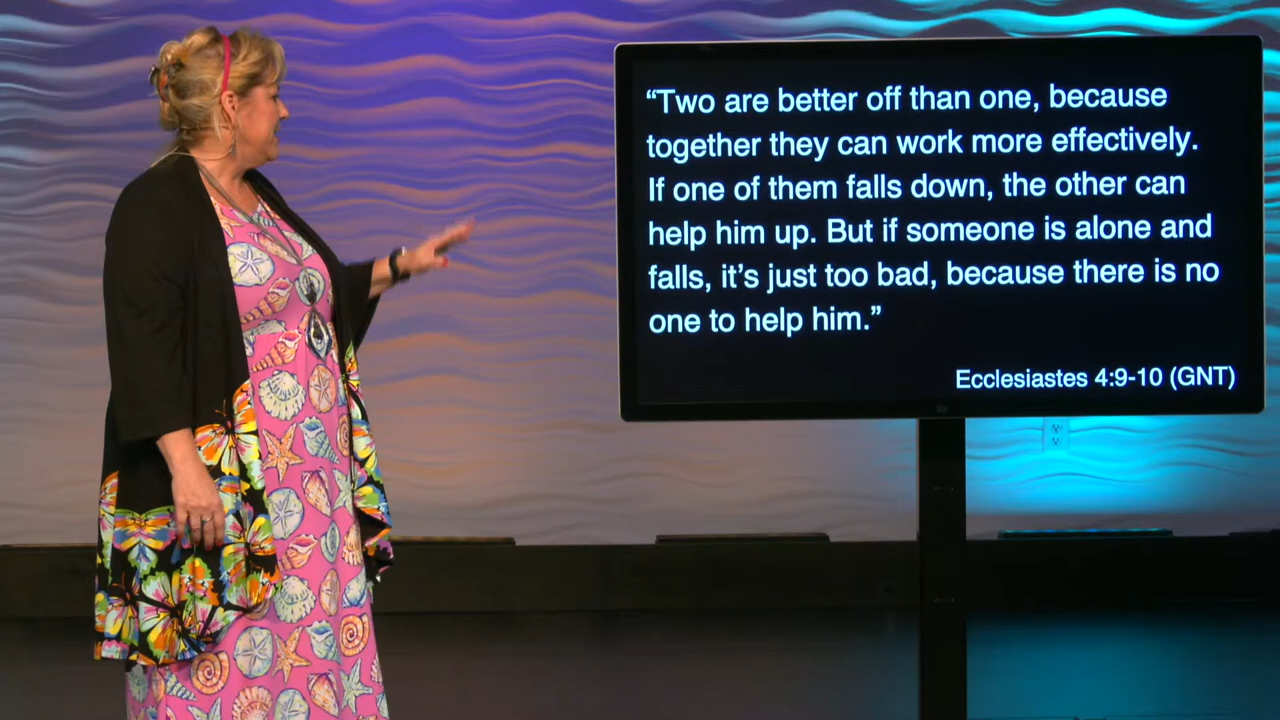 “Two are better off than one, because
together they can work more effectively.
If one of them falls down, the other can
help him up. But if someone is alone and
falls, it’s just too bad, because there is no
one to help him.”
Ecclesiastes 4:9-10 (GNT)